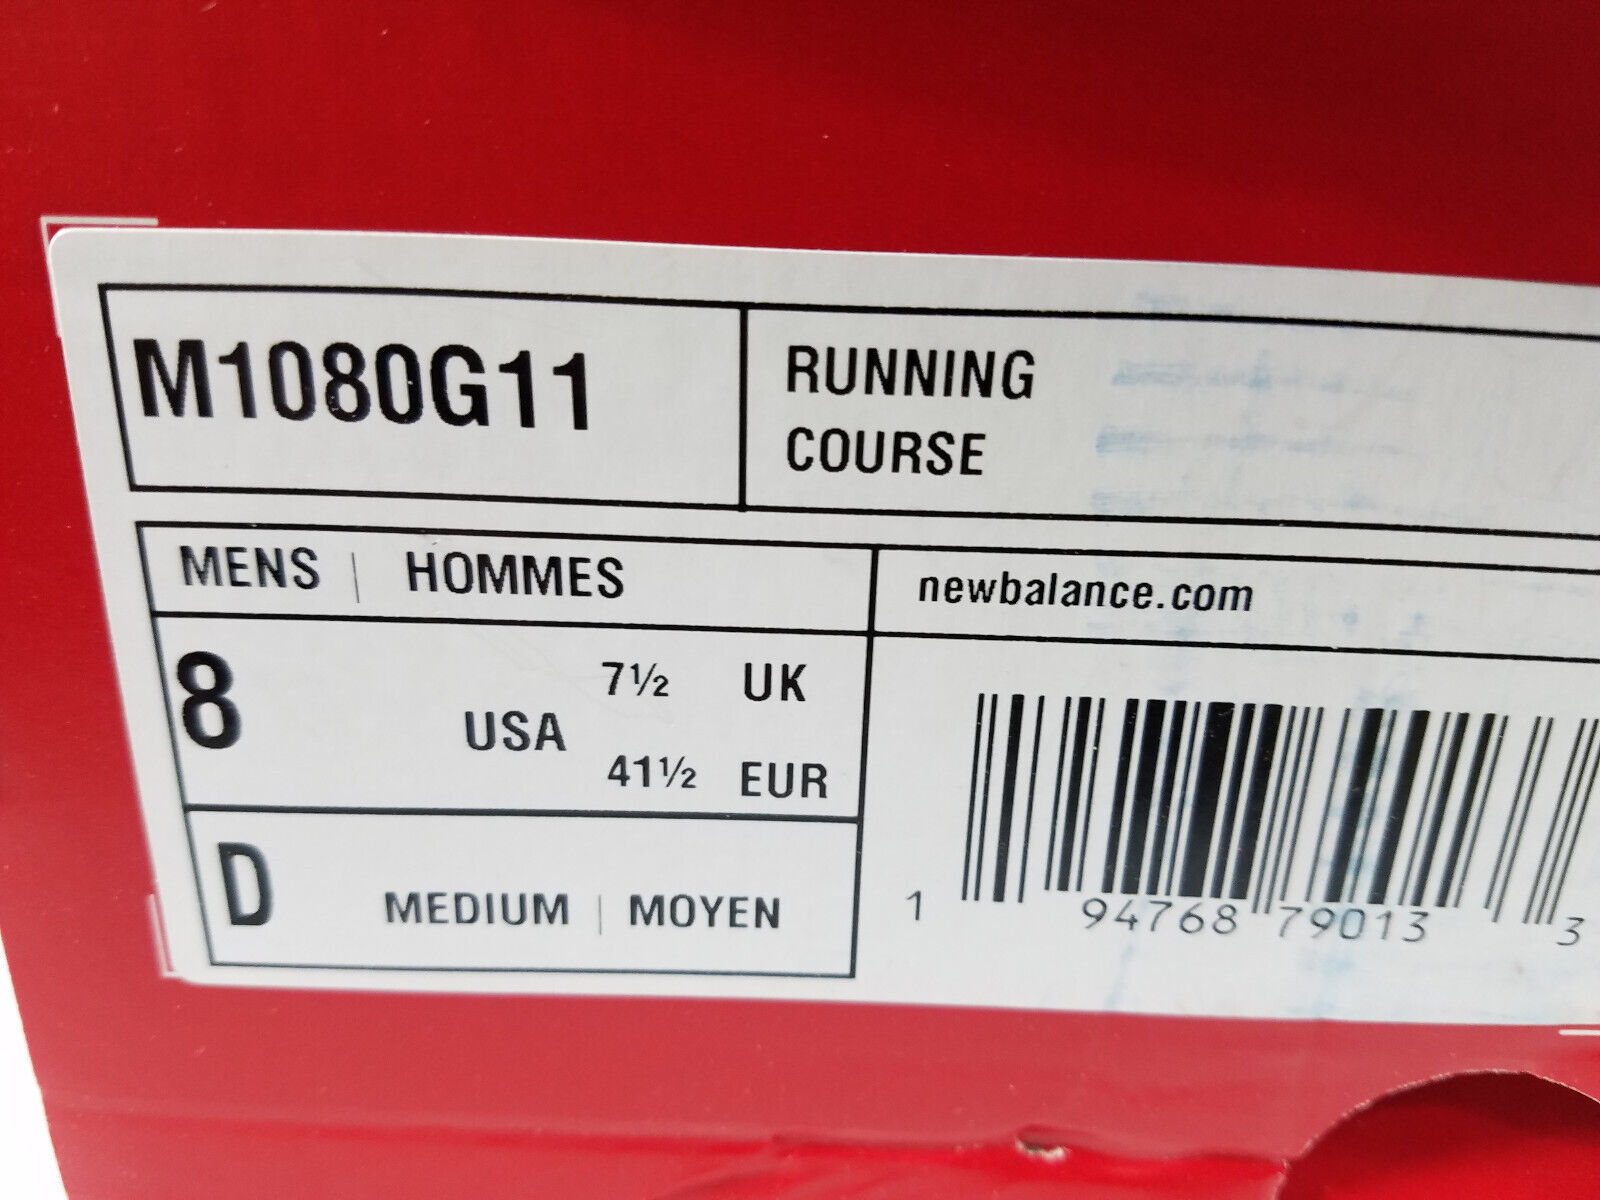 M1080G11
RUNNING
COURSE
MENS | HOMMES
newbalance.com
8 USA
7½ UK
41½ EUR
D MEDIUM | MOYEN
1 94768 79013 3